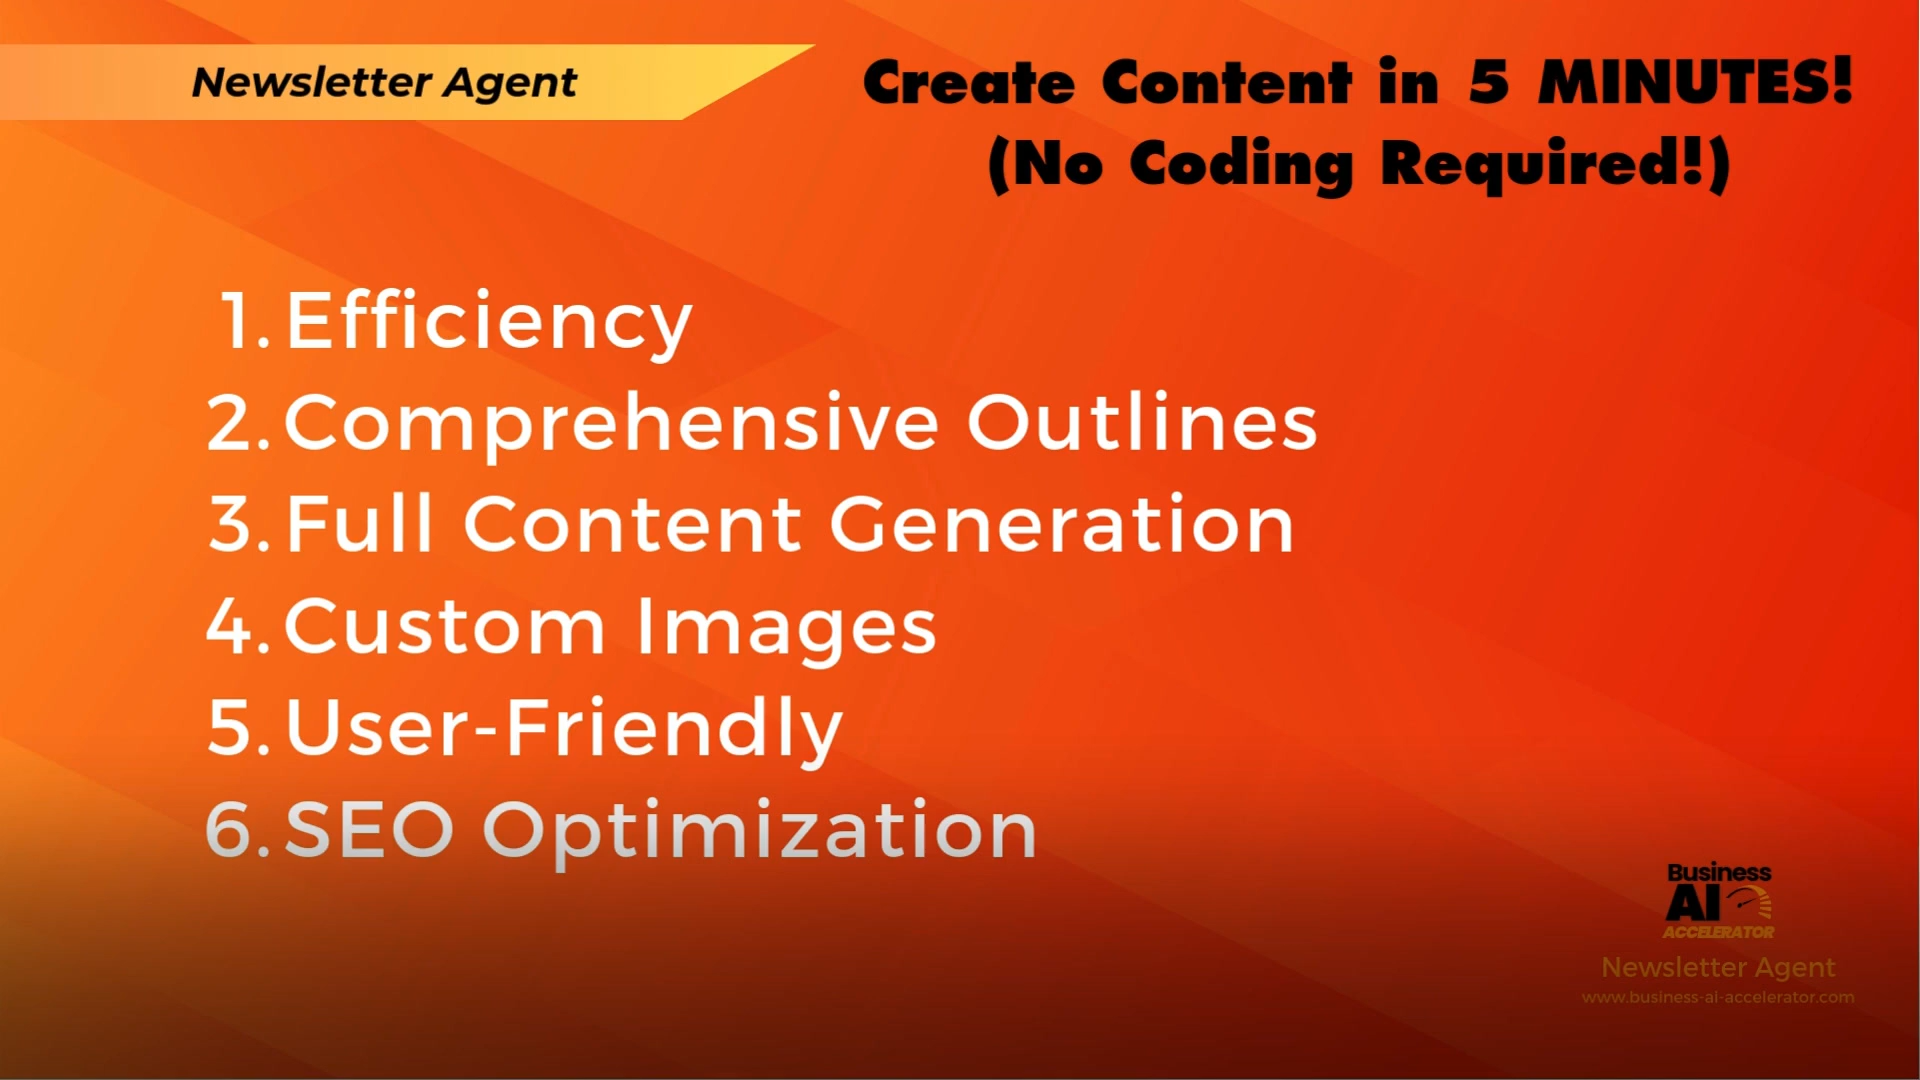 Newsletter Agent
Create Content in 5 MINUTES!
(No Coding Required!)
1. Efficiency
2. Comprehensive Outlines
3. Full Content Generation
4. Custom Images
5. User-Friendly
6. SEO Optimization
Business
AI
ACCELERATOR
Newsletter Agent
www.business-ai-accelerator.com